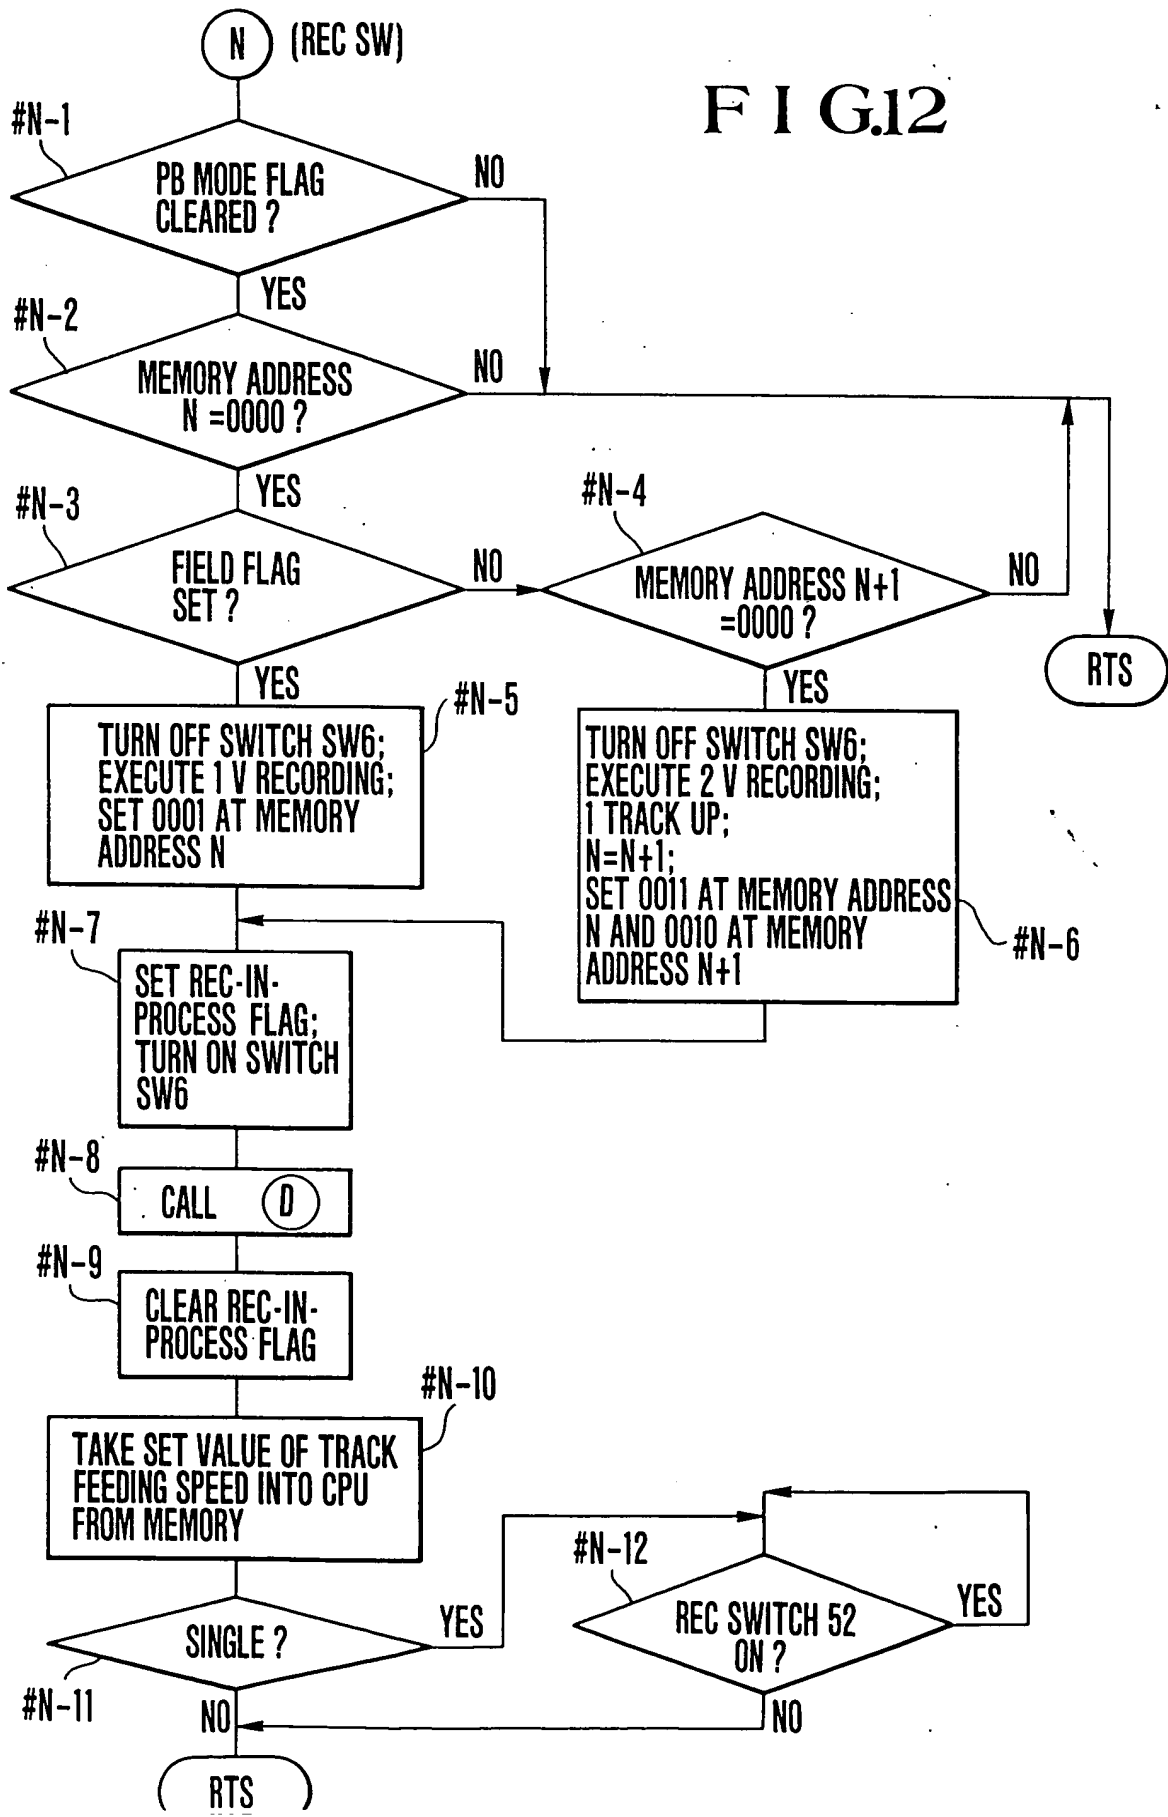 N (REC SW)
F I G.12
#N-1
PB MODE FLAG
CLEARED ?
NO
YES
#N-2
MEMORY ADDRESS
N =0000 ?
NO
YES
#N-3
FIELD FLAG
SET ?
NO
YES
#N-4
MEMORY ADDRESS N+1
=0000 ?
NO
YES
RTS
#N-5
TURN OFF SWITCH SW6;
EXECUTE 1 V RECORDING;
SET 0001 AT MEMORY
ADDRESS N
TURN OFF SWITCH SW6;
EXECUTE 2 V RECORDING;
1 TRACK UP;
N=N+1;
SET 0011 AT MEMORY ADDRESS
N AND 0010 AT MEMORY
ADDRESS N+1
#N-6
#N-7
SET REC-IN-
PROCESS FLAG;
TURN ON SWITCH
SW6
#N-8
CALL D
#N-9
CLEAR REC-IN-
PROCESS FLAG
#N-10
TAKE SET VALUE OF TRACK
FEEDING SPEED INTO CPU
FROM MEMORY
SINGLE ?
YES
#N-11
NO
#N-12
REC SWITCH 52
ON ?
YES
NO
RTS